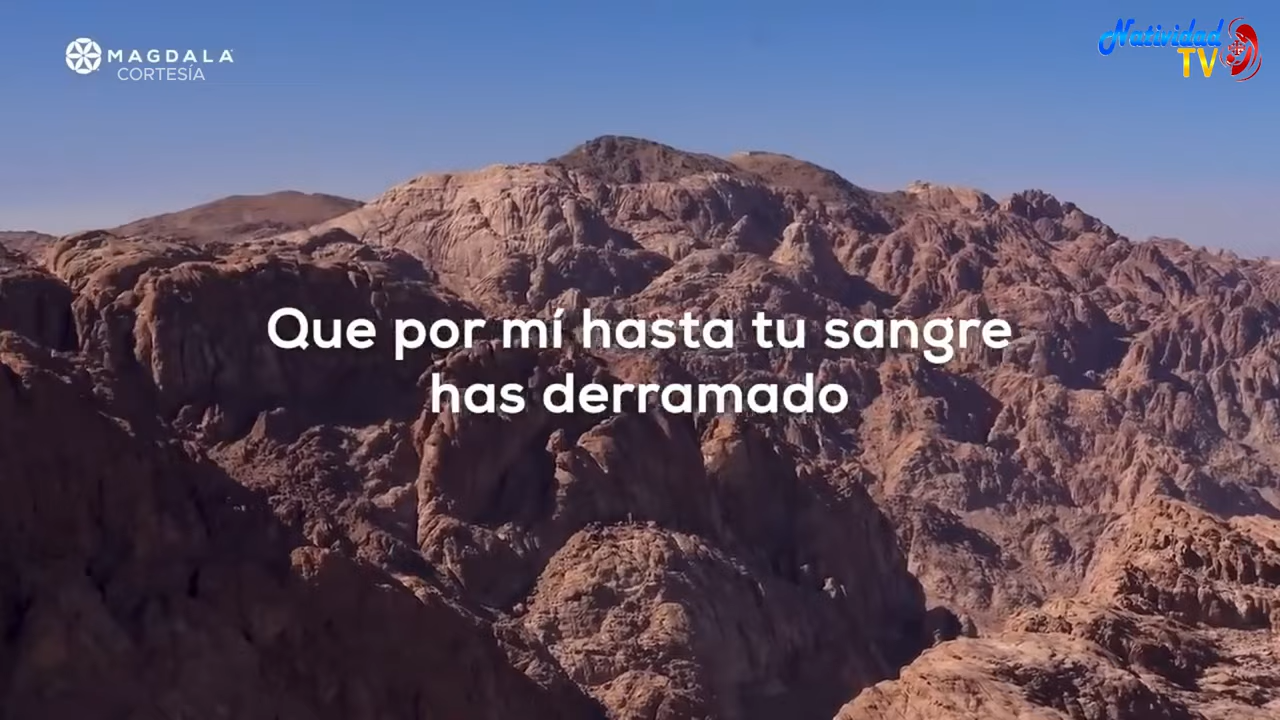 MAGDALA
CORTESÍA
Natividad
TV
Que por mí hasta tu sangre
has derramado